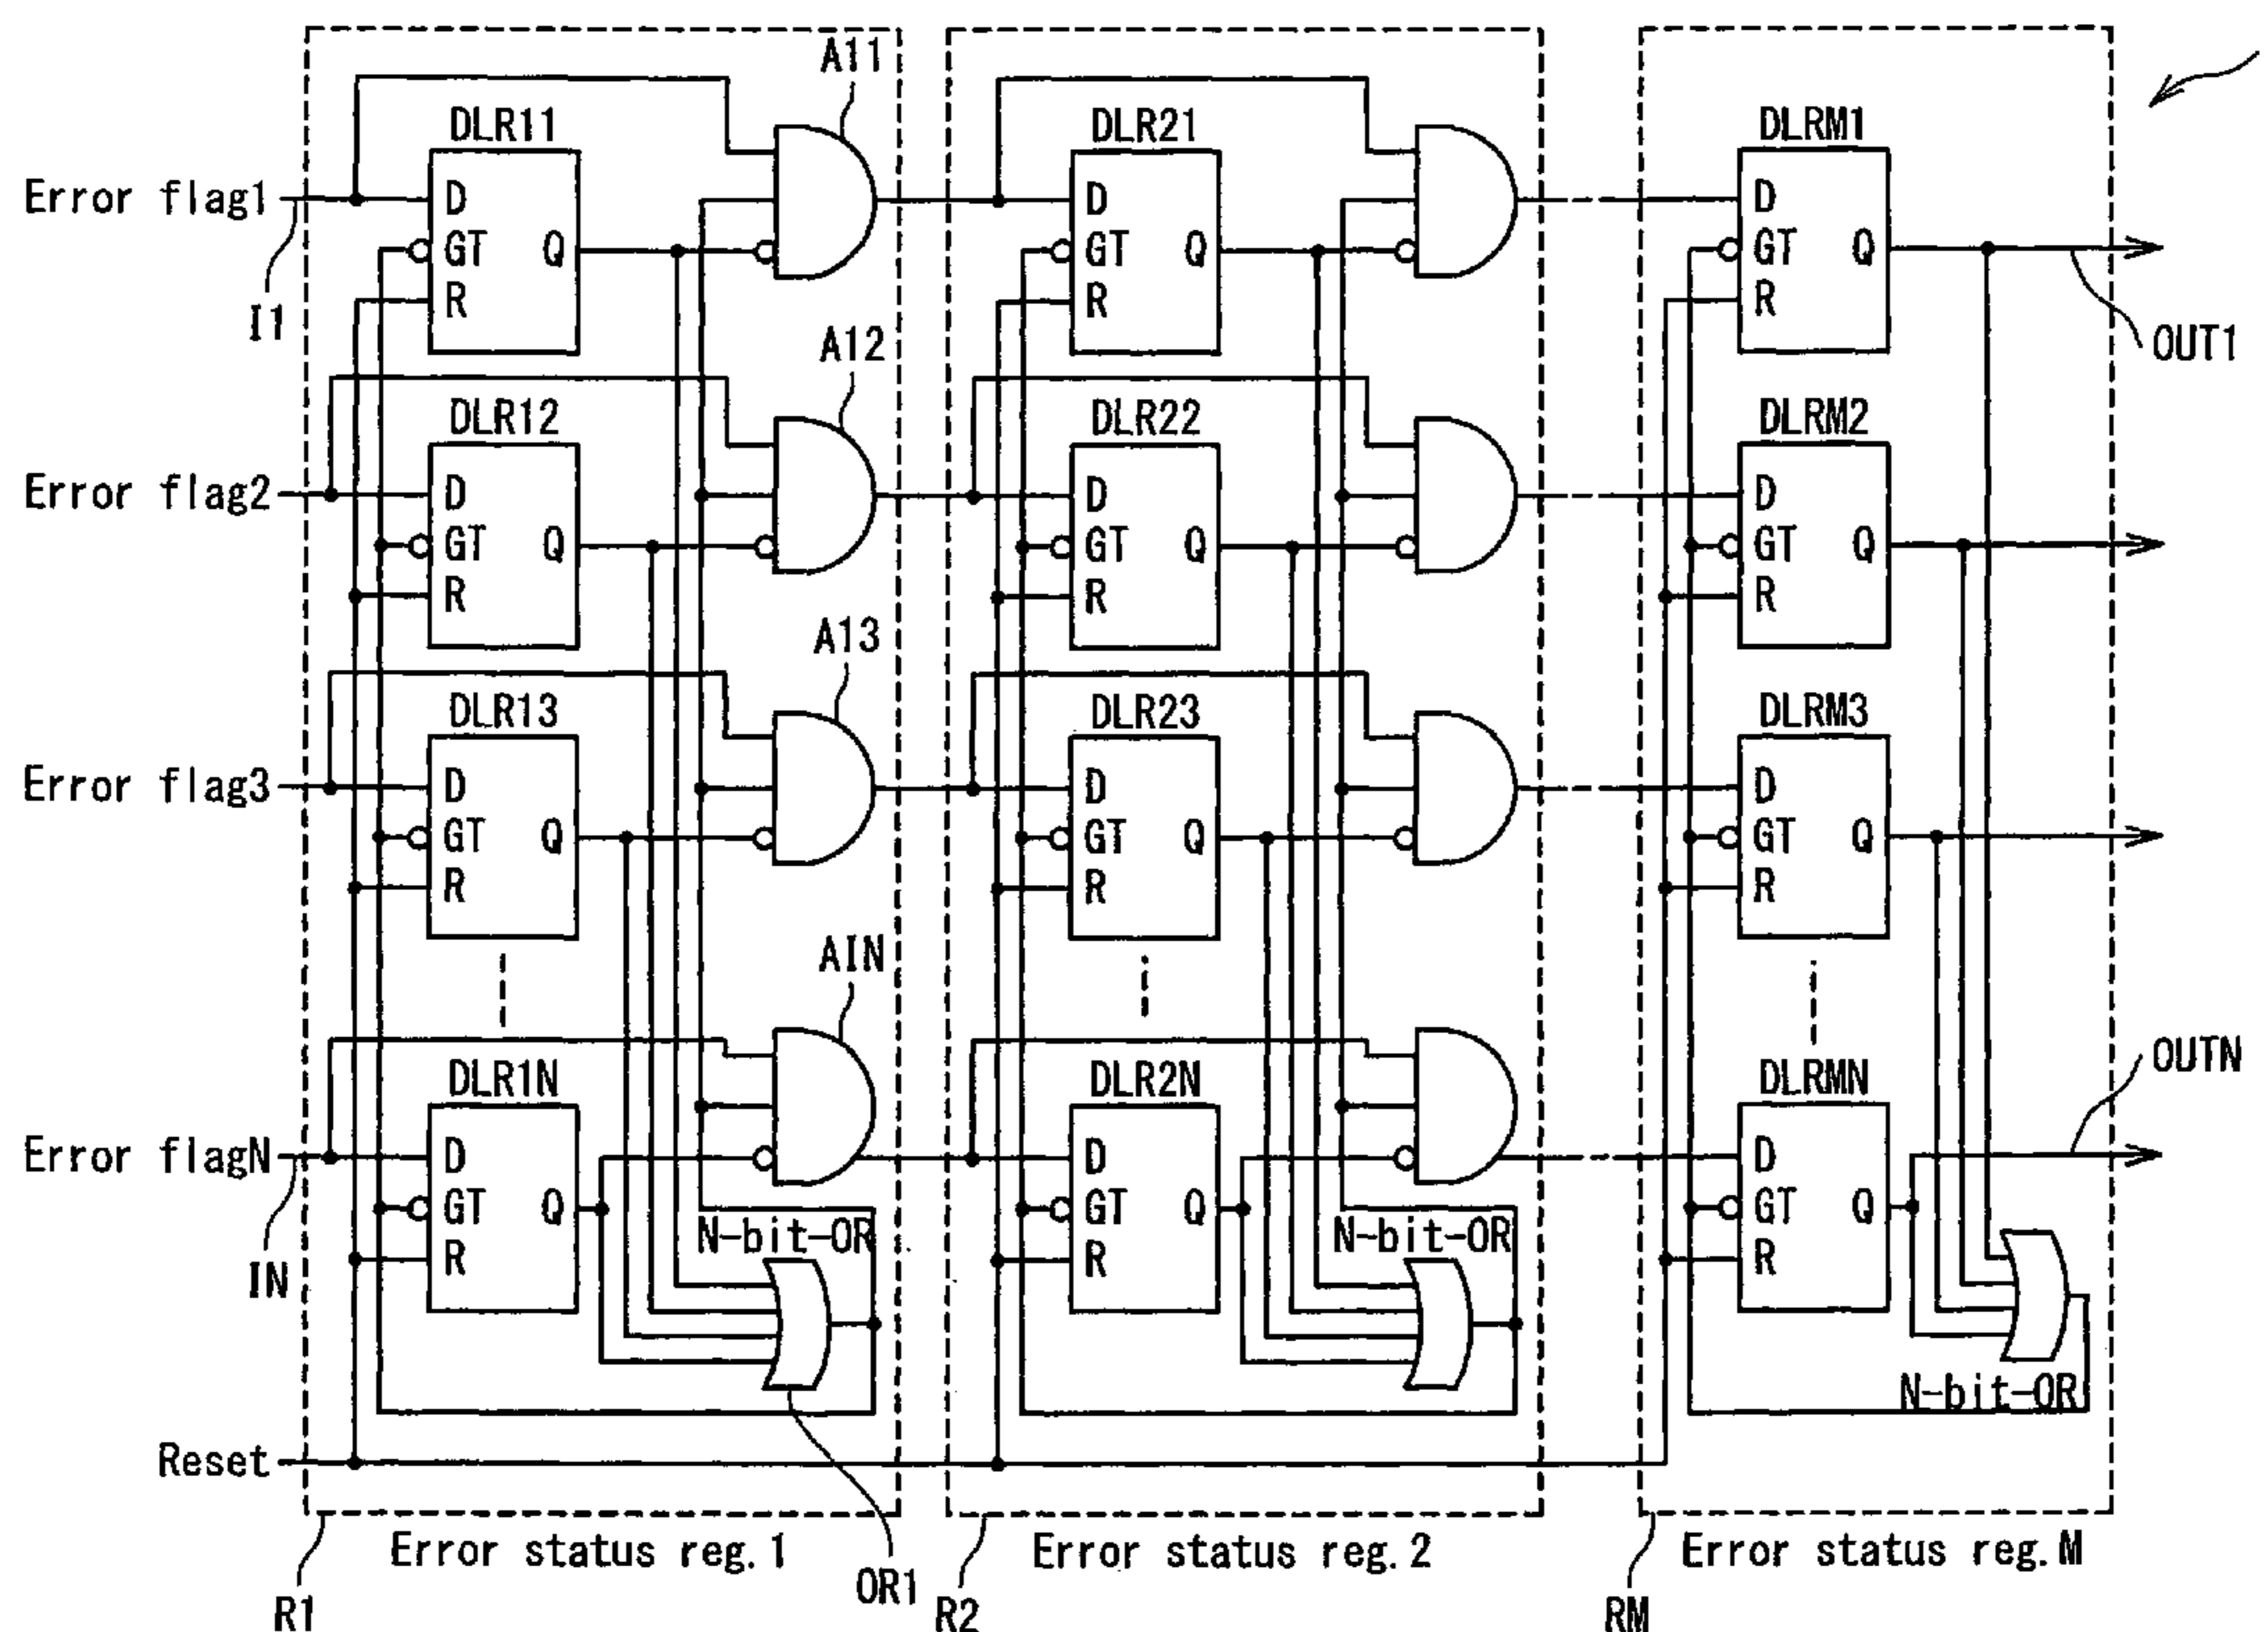 A11
DLR11
DLR21
DLRM1
Error flag1
D
GT
Q
R
D
GT
Q
R
D
GT
Q
R
I1
OUT1
A12
DLR12
DLR22
DLRM2
Error flag2
D
GT
Q
R
D
GT
Q
R
D
GT
Q
R
A13
DLR13
DLR23
DLRM3
Error flag3
D
GT
Q
R
D
GT
Q
R
D
GT
Q
R
AIN
DLR1N
DLR2N
DLRMN
OUTN
Error flagN
D
GT
Q
R
D
GT
Q
R
D
GT
Q
R
IN
N-bit-OR
N-bit-OR
N-bit-OR
Reset
Error status reg.1
Error status reg.2
Error status reg.M
R1
OR1
R2
RM